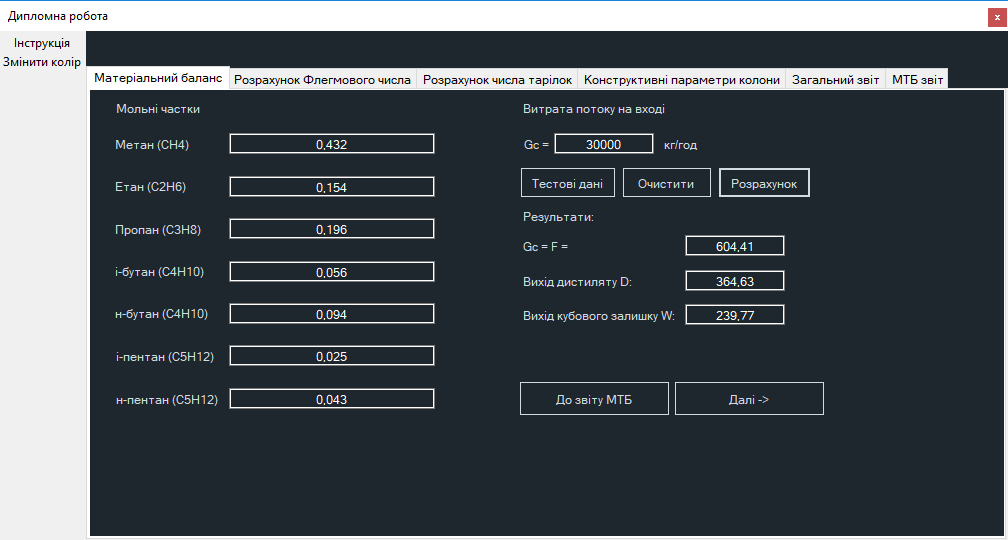 Дипломна робота
x
Інструкція
Змінити колір
Матеріальний баланс
Розрахунок Флегмового числа
Розрахунок числа тарілок
Конструктивні параметри колони
Загальний звіт
МТБ звіт
Мольні частки
Метан (CH4)
0,432
Етан (C2H6)
0,154
Пропан (C3H8)
0,196
і-бутан (C4H10)
0,056
н-бутан (C4H10)
0,094
і-пентан (C5H12)
0,025
н-пентан (C5H12)
0,043
Витрата потоку на вході
Gc = 30000 кг/год
Тестові дані
Очистити
Розрахунок
Результати:
Gc = F = 604,41
Вихід дистиляту D: 364,63
Вихід кубового залишку W: 239,77
До звіту МТБ
Далі ->